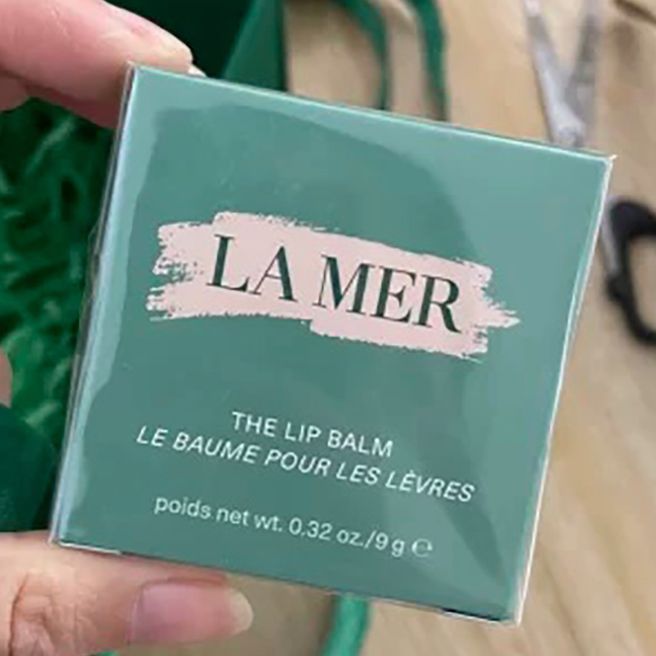 LA MER
THE LIP BALM
LE BAUME POUR LES LÈVRES
poids net wt. 0.32 oz./9 g ℮